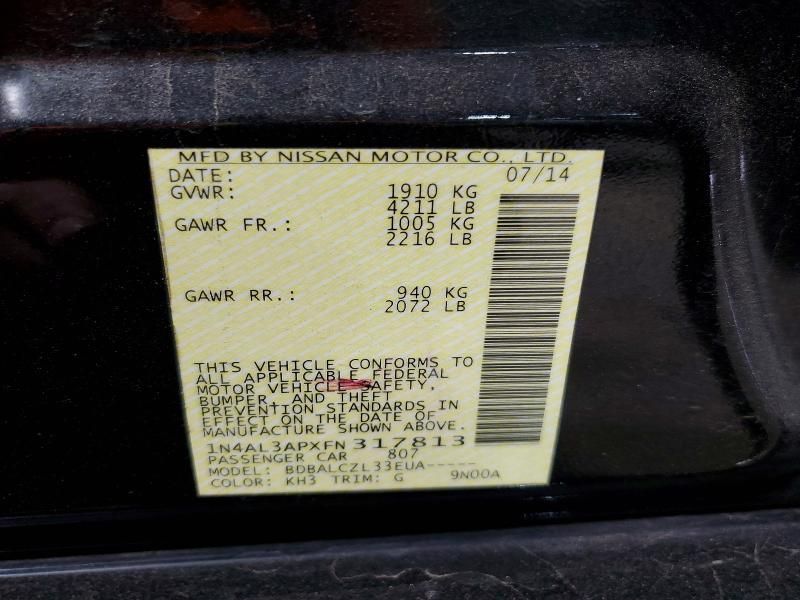 MFD BY NISSAN MOTOR CO., LTD.
DATE: 07/14
GVWR: 1910 KG
4211 LB
GAWR FR.: 1005 KG
2216 LB
GAWR RR.: 940 KG
2072 LB
THIS VEHICLE CONFORMS TO
ALL APPLICABLE FEDERAL
MOTOR VEHICLE SAFETY,
BUMPER, AND THEFT
PREVENTION STANDARDS IN
EFFECT ON THE DATE OF
MANUFACTURE SHOWN ABOVE.
1N4AL3APXFN317813
PASSENGER CAR 807
MODEL: BDBALCZL33EUA-----
COLOR: KH3 TRIM: G 9N00A